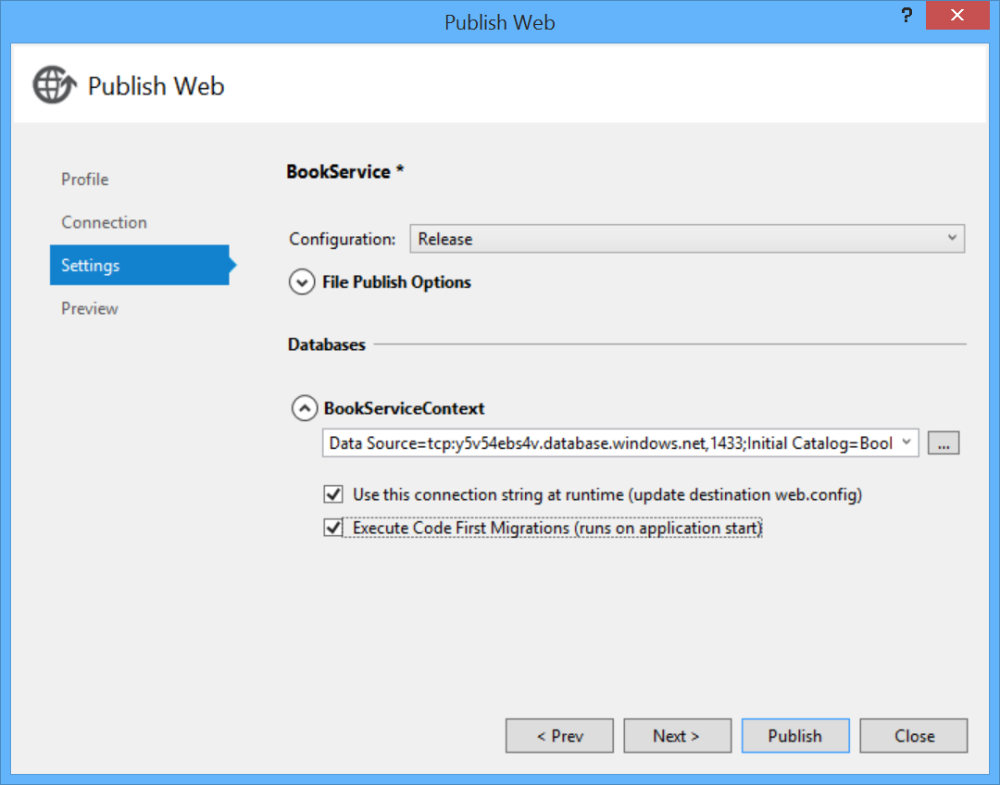 Publish Web
?
Publish Web
Profile
Connection
Settings
Preview
BookService *
Configuration: Release
File Publish Options
Databases
BookServiceContext
Data Source=tcp:y5v54ebs4v.database.windows.net,1433;Initial Catalog=Bool
...
Use this connection string at runtime (update destination web.config)
Execute Code First Migrations (runs on application start)
< Prev Next > Publish Close